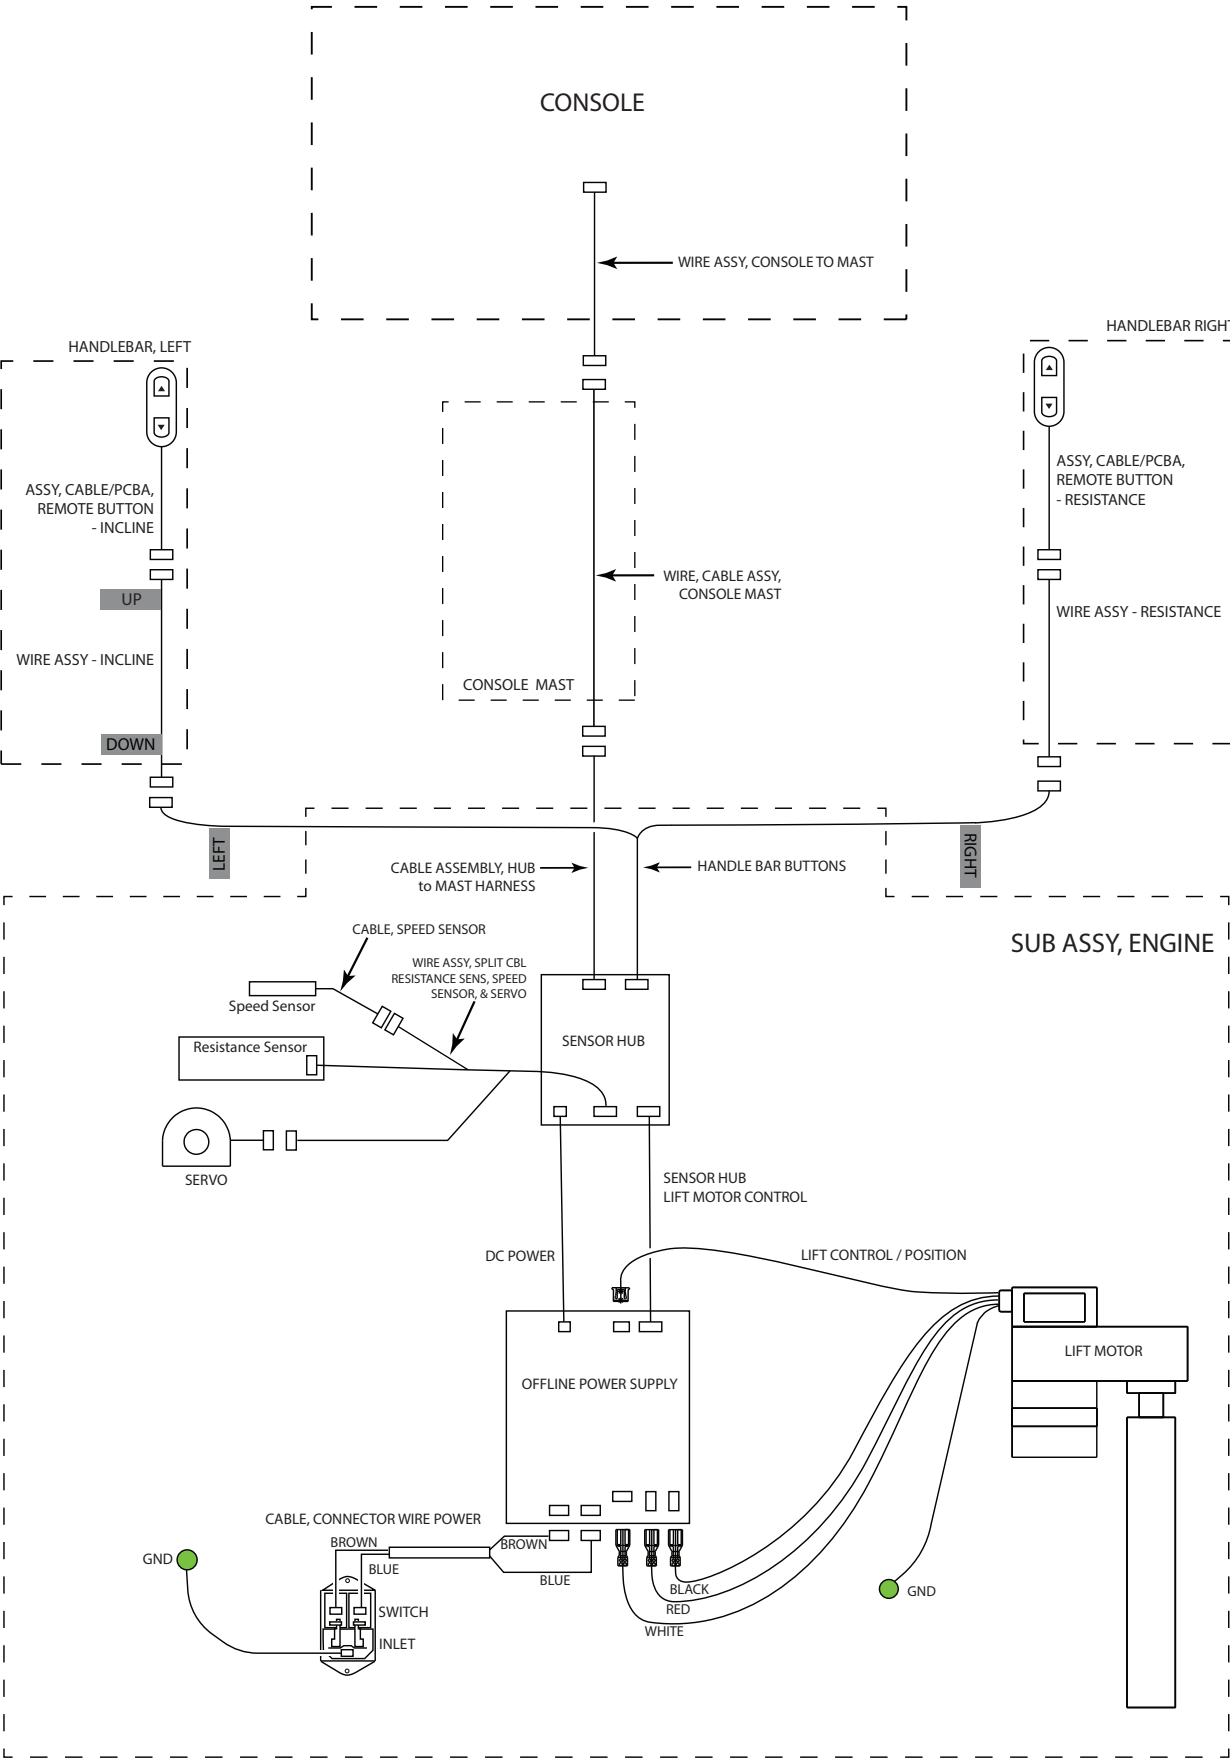 CONSOLE
WIRE ASSY, CONSOLE TO MAST
HANDLEBAR, LEFT
HANDLEBAR RIGHT
ASSY, CABLE/PCBA,
REMOTE BUTTON
- INCLINE
ASSY, CABLE/PCBA,
REMOTE BUTTON
- RESISTANCE
WIRE, CABLE ASSY,
CONSOLE MAST
UP
WIRE ASSY - RESISTANCE
WIRE ASSY - INCLINE
CONSOLE MAST
DOWN
LEFT
RIGHT
CABLE ASSEMBLY, HUB
to MAST HARNESS
HANDLE BAR BUTTONS
SUB ASSY, ENGINE
CABLE, SPEED SENSOR
WIRE ASSY, SPLIT CBL
RESISTANCE SENS, SPEED
SENSOR, & SERVO
Speed Sensor
Resistance Sensor
SENSOR HUB
SERVO
SENSOR HUB
LIFT MOTOR CONTROL
DC POWER
LIFT CONTROL / POSITION
LIFT MOTOR
OFFLINE POWER SUPPLY
CABLE, CONNECTOR WIRE POWER
BROWN
BROWN
GND
BLUE
BLUE
BLACK
GND
RED
SWITCH
WHITE
INLET